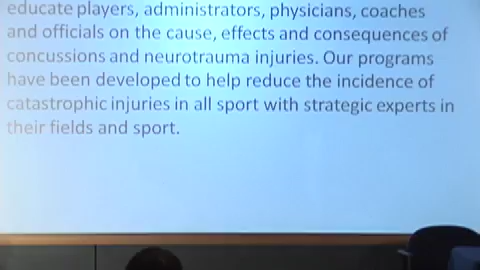 educate players, administrators, physicians, coaches
and officials on the cause, effects and consequences of
concussions and neurotrauma injuries. Our programs
have been developed to help reduce the incidence of
catastrophic injuries in all sport with strategic experts in
their fields and sport.